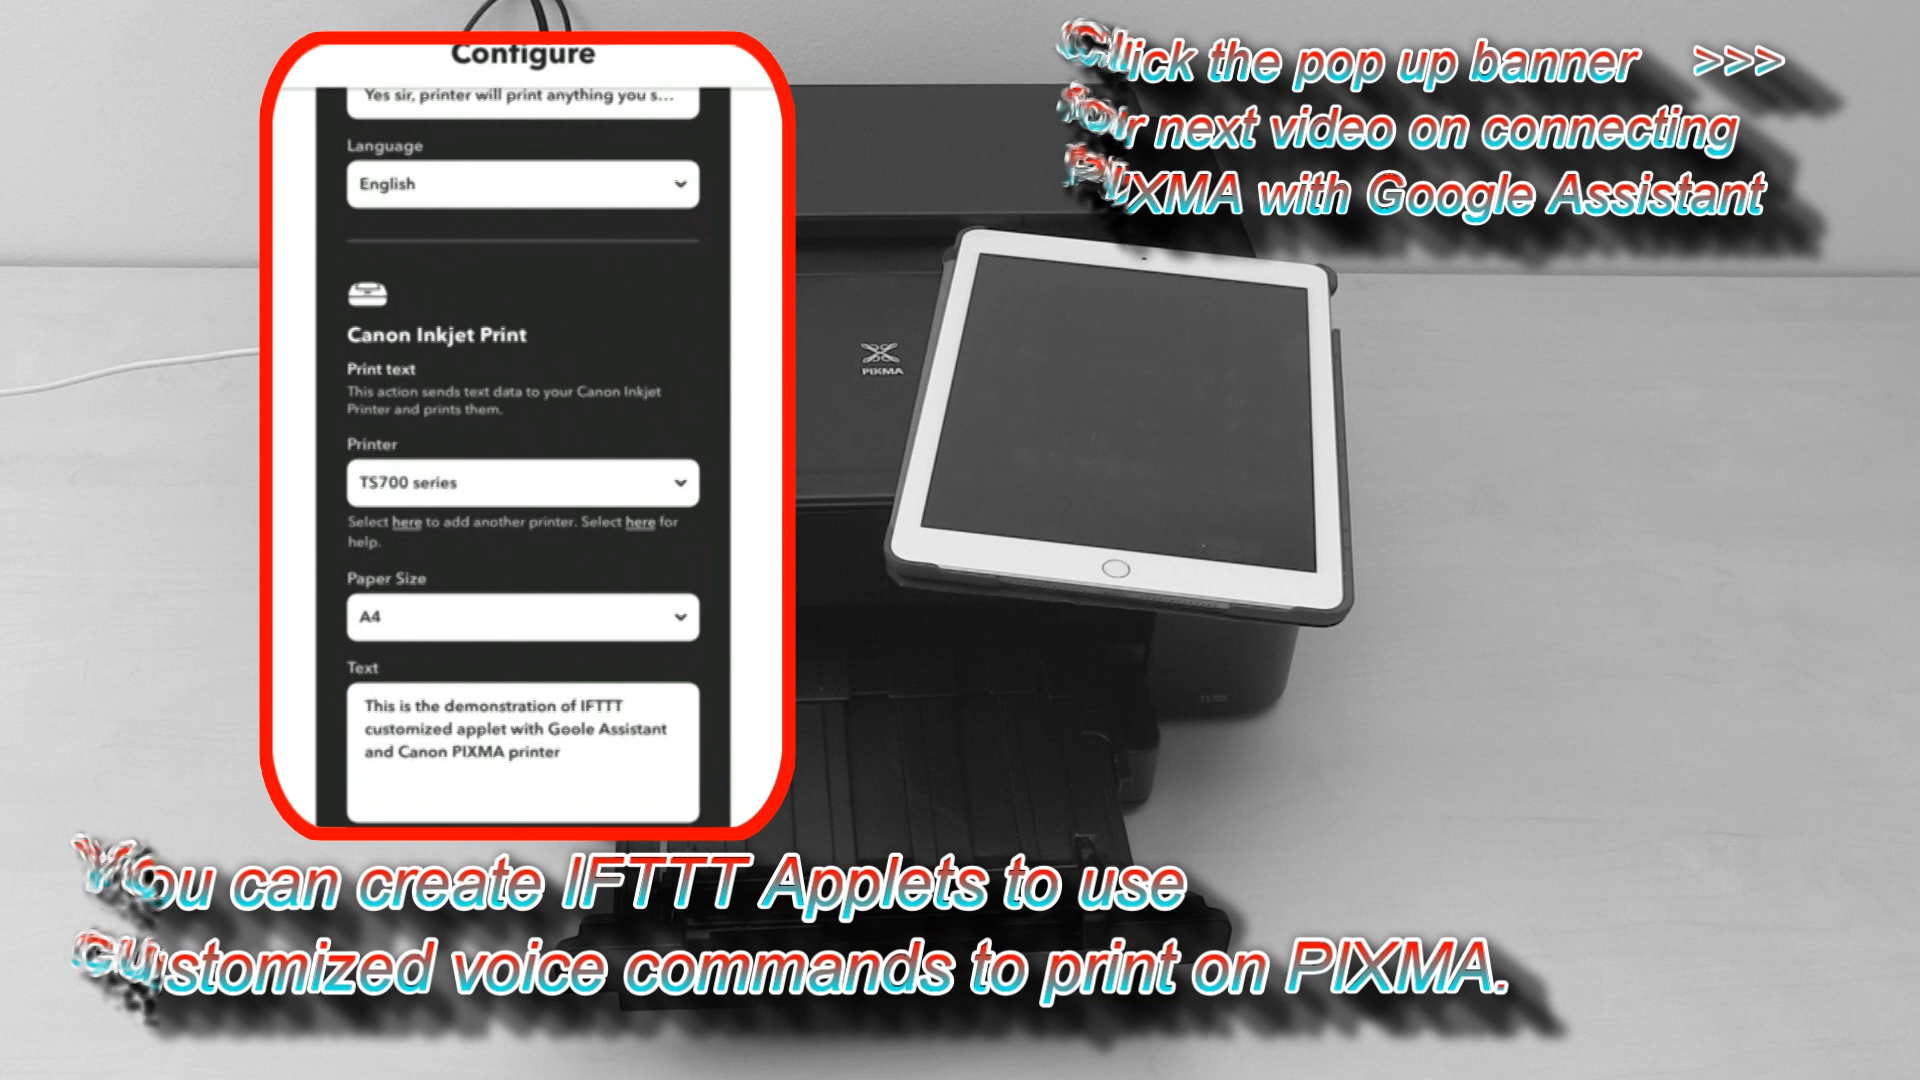 Configure
Yes sir, printer will print anything you s...
Language
English
Canon Inkjet Print
Print text
This action sends text data to your Canon Inkjet
Printer and prints them.
Printer
TS700 series
Select here to add another printer. Select here for
help.
Paper Size
A4
Text
This is the demonstration of IFTTT
customized applet with Goole Assistant
and Canon PIXMA printer
Click the pop up banner >>>
for next video on connecting
PIXMA with Google Assistant
PIXMA
You can create IFTTT Applets to use
customized voice commands to print on PIXMA.